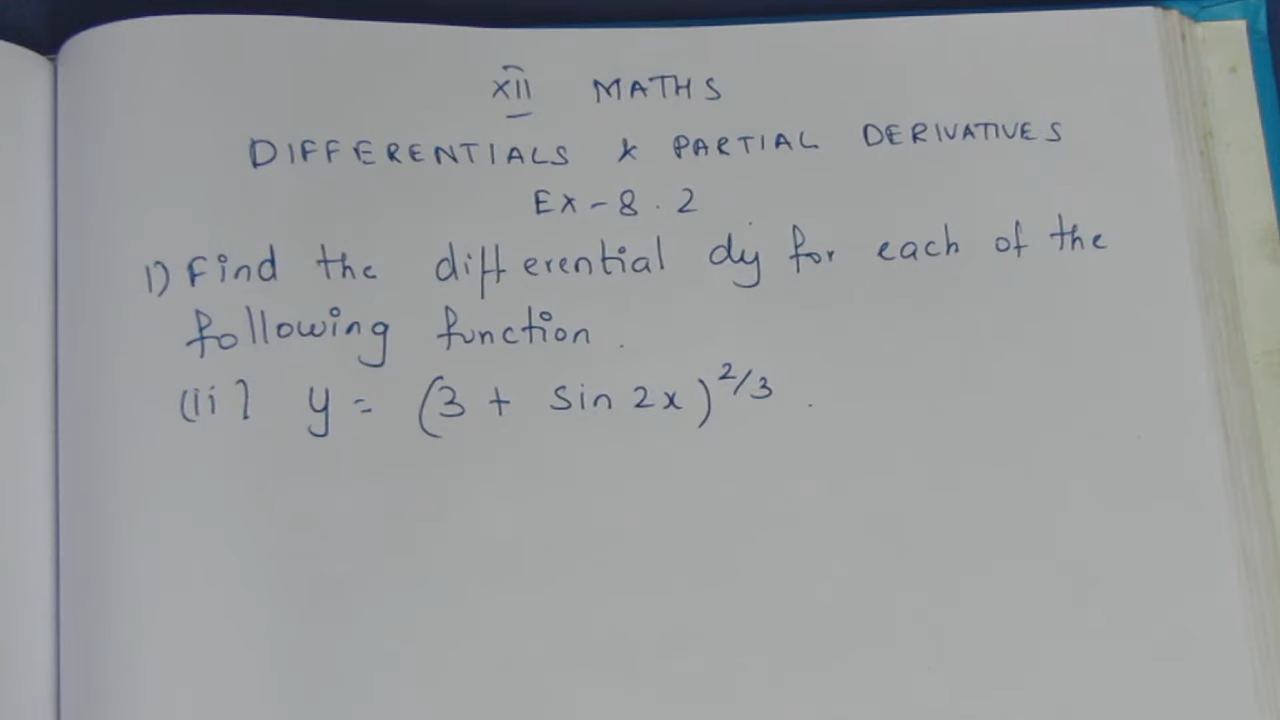 XII MATHS
DIFFERENTIALS & PARTIAL DERIVATIVES
EX-8.2
1) Find the differential dy for each of the
following function.
(ii) y = (3 + sin 2x)^2/3.